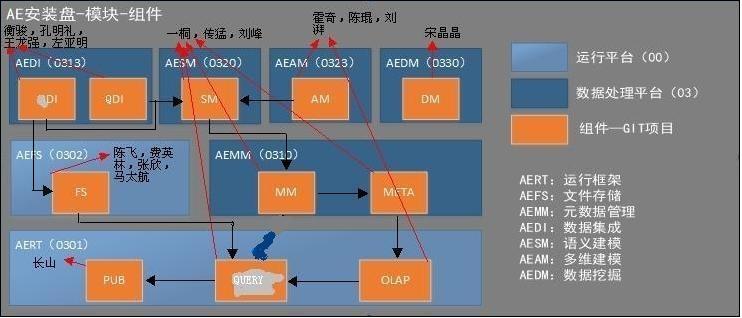 AE安装盘-模块-组件
衡骏，孔明礼，
王龙强，左亚明
一桐，传猛，刘峰
霍奇，陈琨，刘
湃
宋晶晶
AEDI（0313）
AESM（0320）
AEAM（0323）
AEDM（0330）
DI
QDI
SM
AM
DM
AEFS（0302）
陈飞，费英
林，张欣，
马太航
AEMM（0310）
FS
MM
META
AERT（0301）
长山
PUB
QUERY
OLAP
运行平台（00）
数据处理平台（03）
组件—GIT项目
AERT：运行框架
AEFS：文件存储
AEMM：元数据管理
AEDI：数据集成
AESM：语义建模
AEAM：多维建模
AEDM：数据挖掘